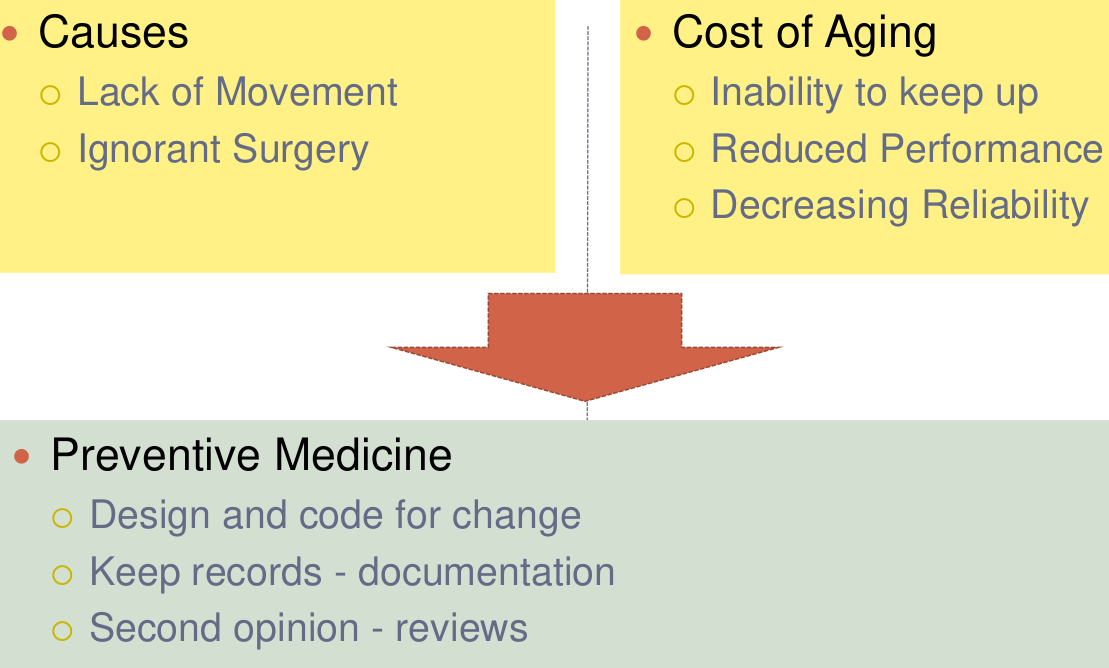 Causes
Lack of Movement
Ignorant Surgery
Cost of Aging
Inability to keep up
Reduced Performance
Decreasing Reliability
Preventive Medicine
Design and code for change
Keep records - documentation
Second opinion - reviews